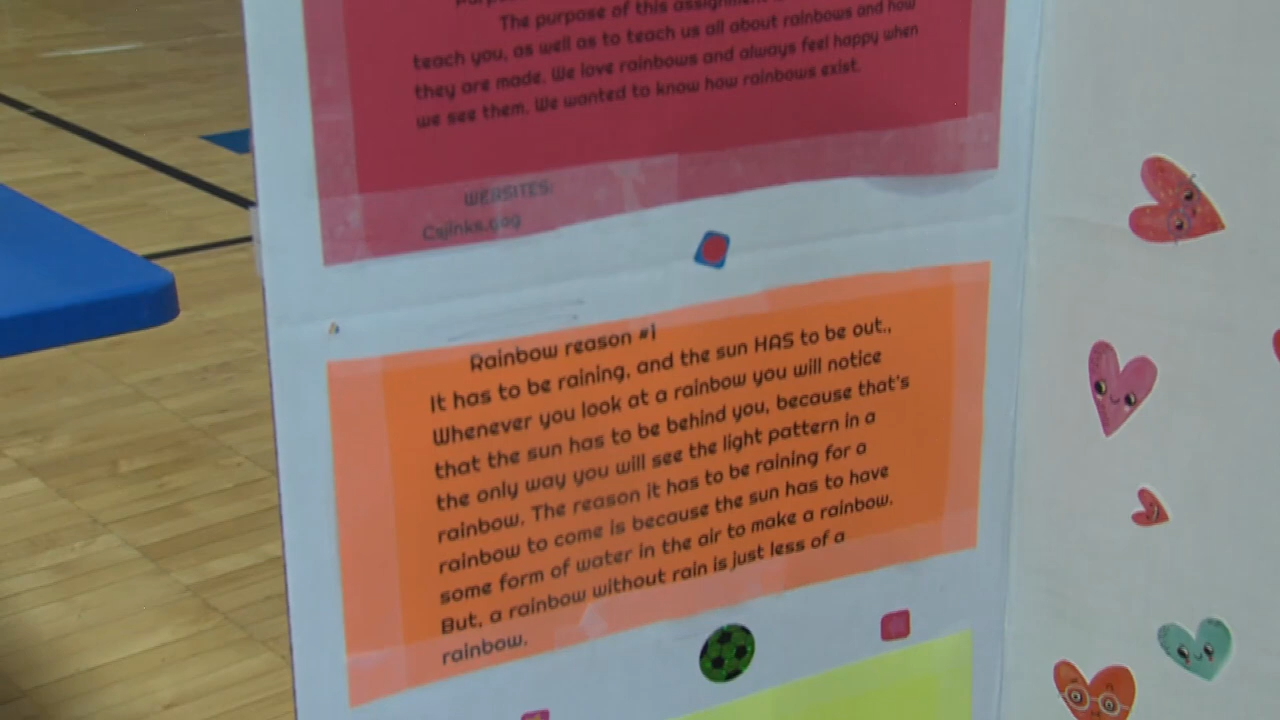 The purpose of this assignment
teach you, as well as to teach us all about rainbows and how
they are made. We love rainbows and always feel happy when
we see them. We wanted to know how rainbows exist.
WEBSITES:
Rainbow reason #1
It has to be raining, and the sun HAS to be out.,
Whenever you look at a rainbow you will notice
that the sun has to be behind you, because that's
the only way you will see the light pattern in a
rainbow. The reason it has to be raining for a
rainbow to come is because the sun has to have
some form of water in the air to make a rainbow.
But, a rainbow without rain is just less of a
rainbow.